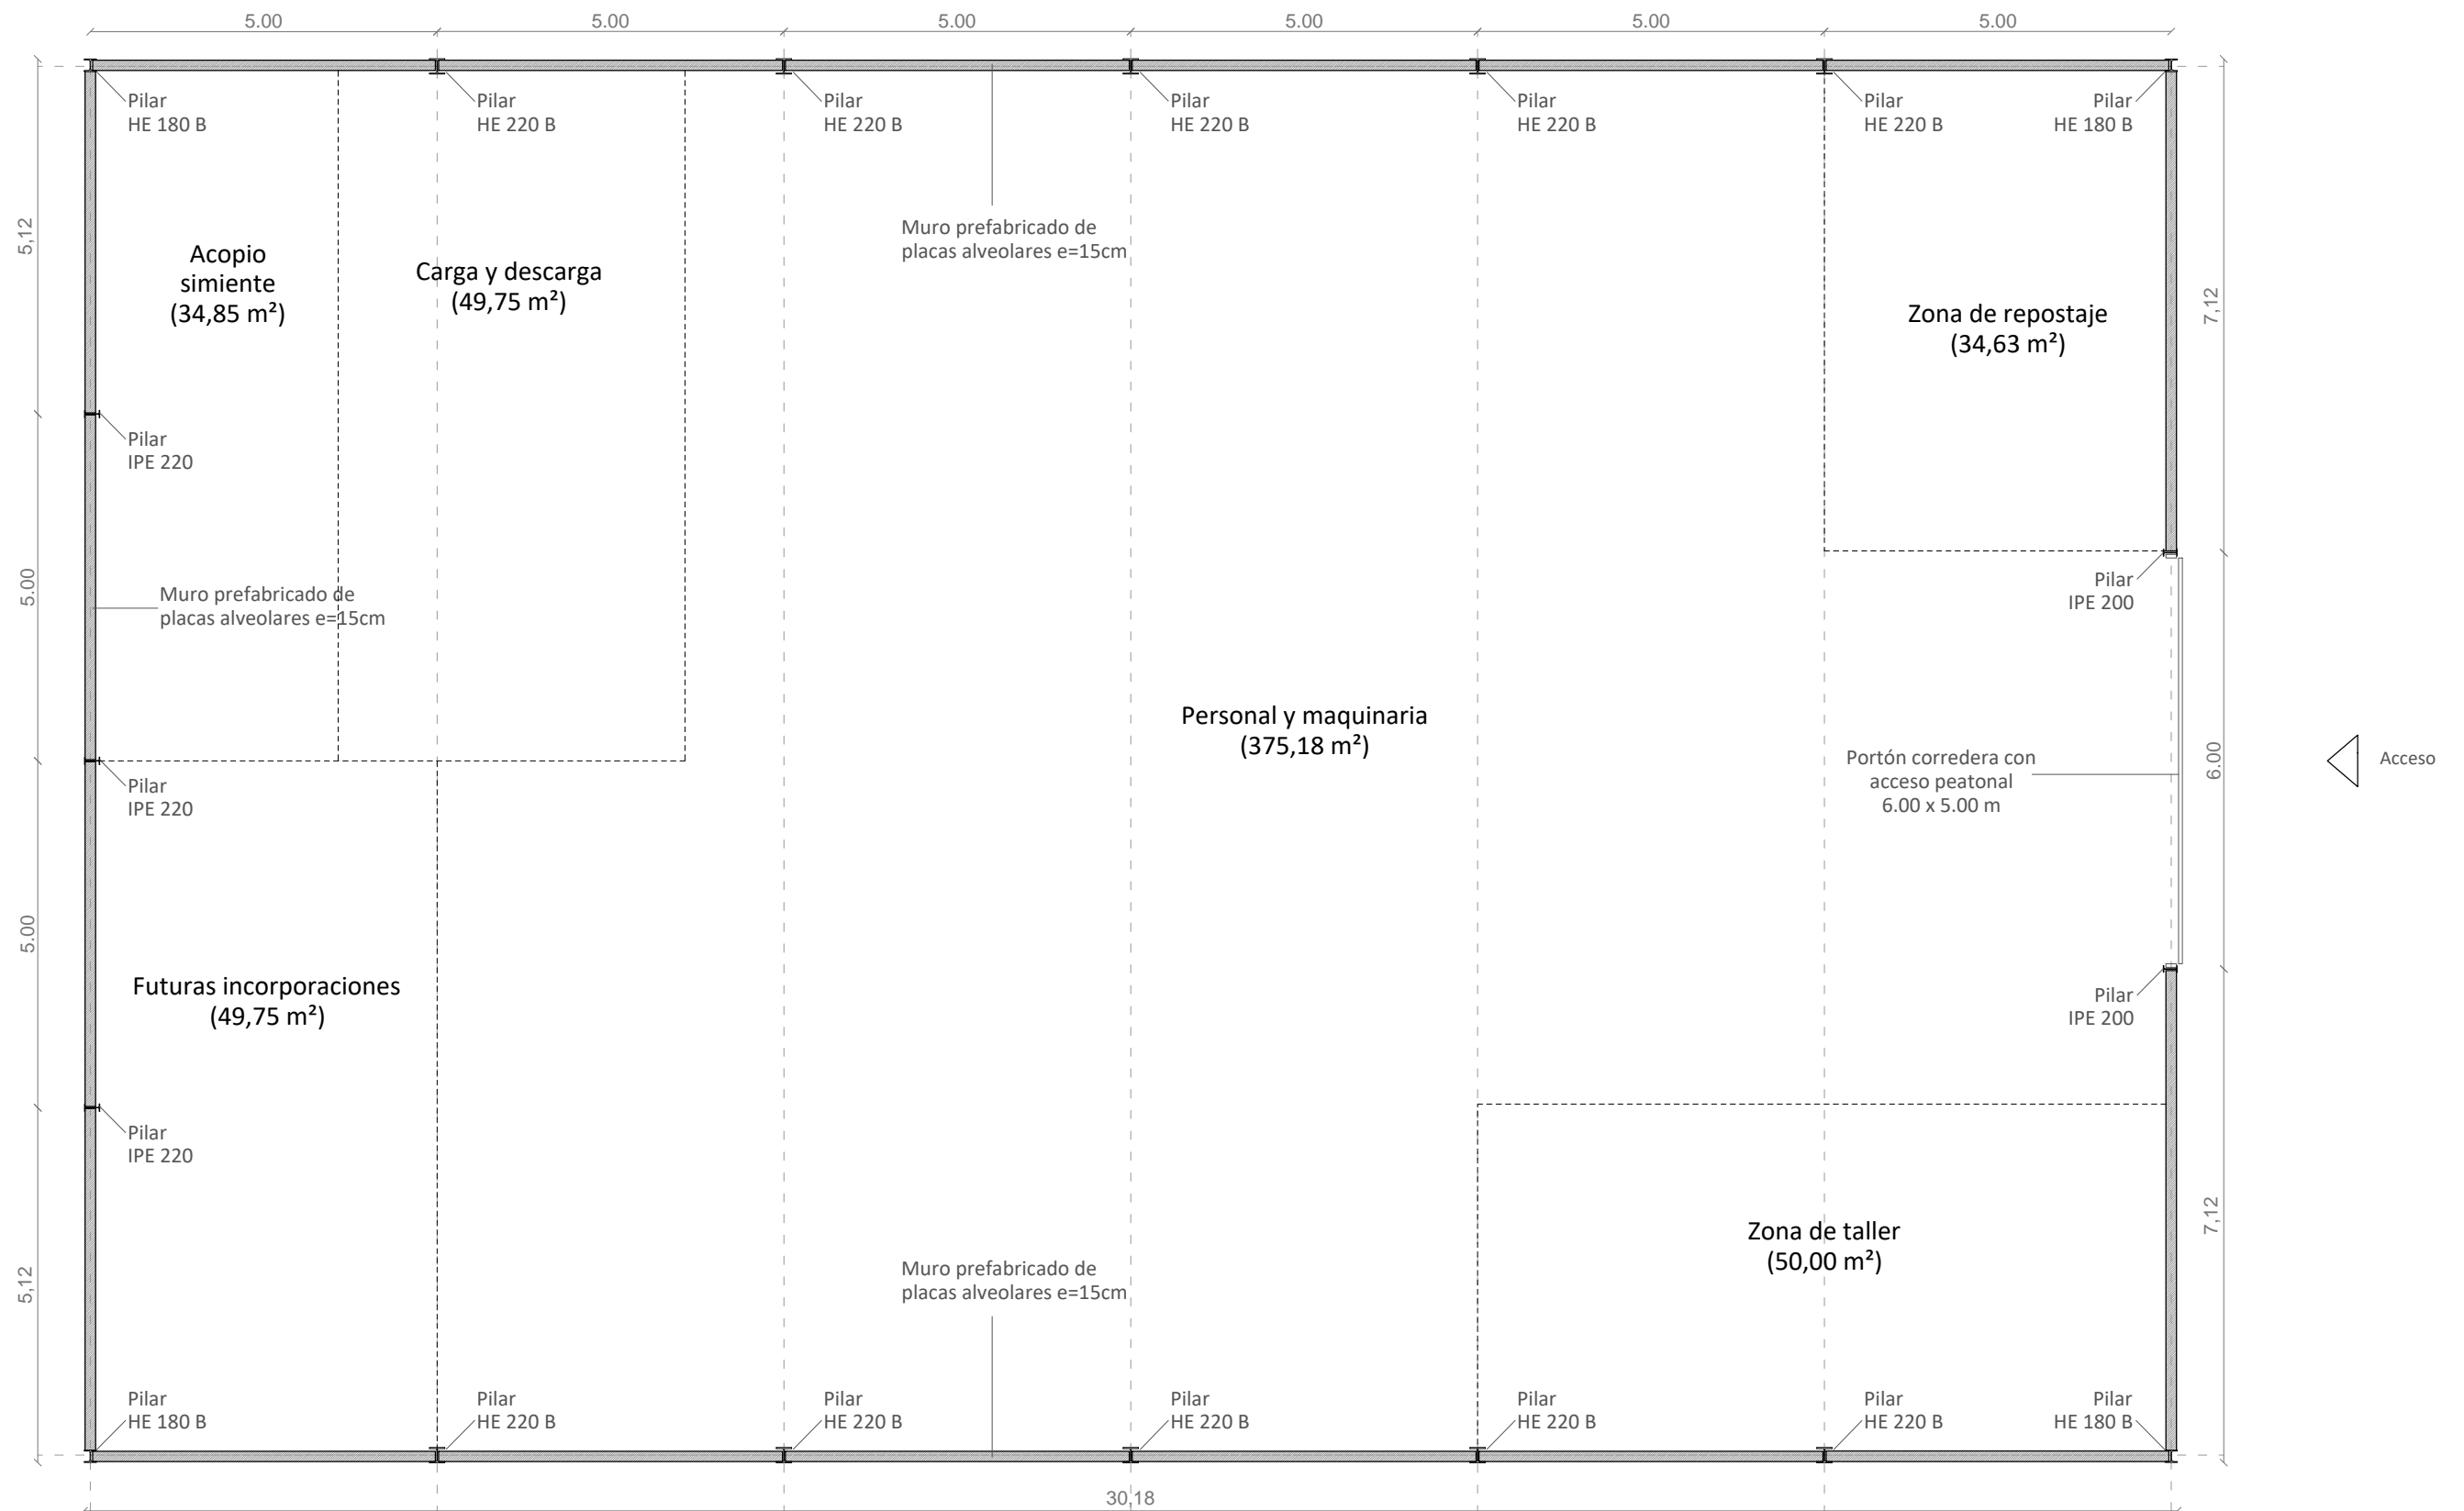 5.00 5.00 5.00 5.00 5.00 5.00
Pilar
HE 180 B
Pilar
HE 220 B
Pilar
HE 220 B
Pilar
HE 220 B
Pilar
HE 220 B
Pilar
HE 220 B
Pilar
HE 180 B
5,12
Acopio
simiente
(34,85 m²)
Carga y descarga
(49,75 m²)
Muro prefabricado de
placas alveolares e=15cm
Zona de repostaje
(34,63 m²)
7,12
Pilar
IPE 220
5.00
Muro prefabricado de
placas alveolares e=15cm
Pilar
IPE 200
Personal y maquinaria
(375,18 m²)
Portón corredera con
acceso peatonal
6.00 x 5.00 m
6.00
Acceso
Pilar
IPE 220
5.00
Futuras incorporaciones
(49,75 m²)
Pilar
IPE 200
Pilar
IPE 220
5,12
Muro prefabricado de
placas alveolares e=15cm
Zona de taller
(50,00 m²)
7,12
Pilar
HE 180 B
Pilar
HE 220 B
Pilar
HE 220 B
Pilar
HE 220 B
Pilar
HE 220 B
Pilar
HE 220 B
Pilar
HE 180 B
30,18